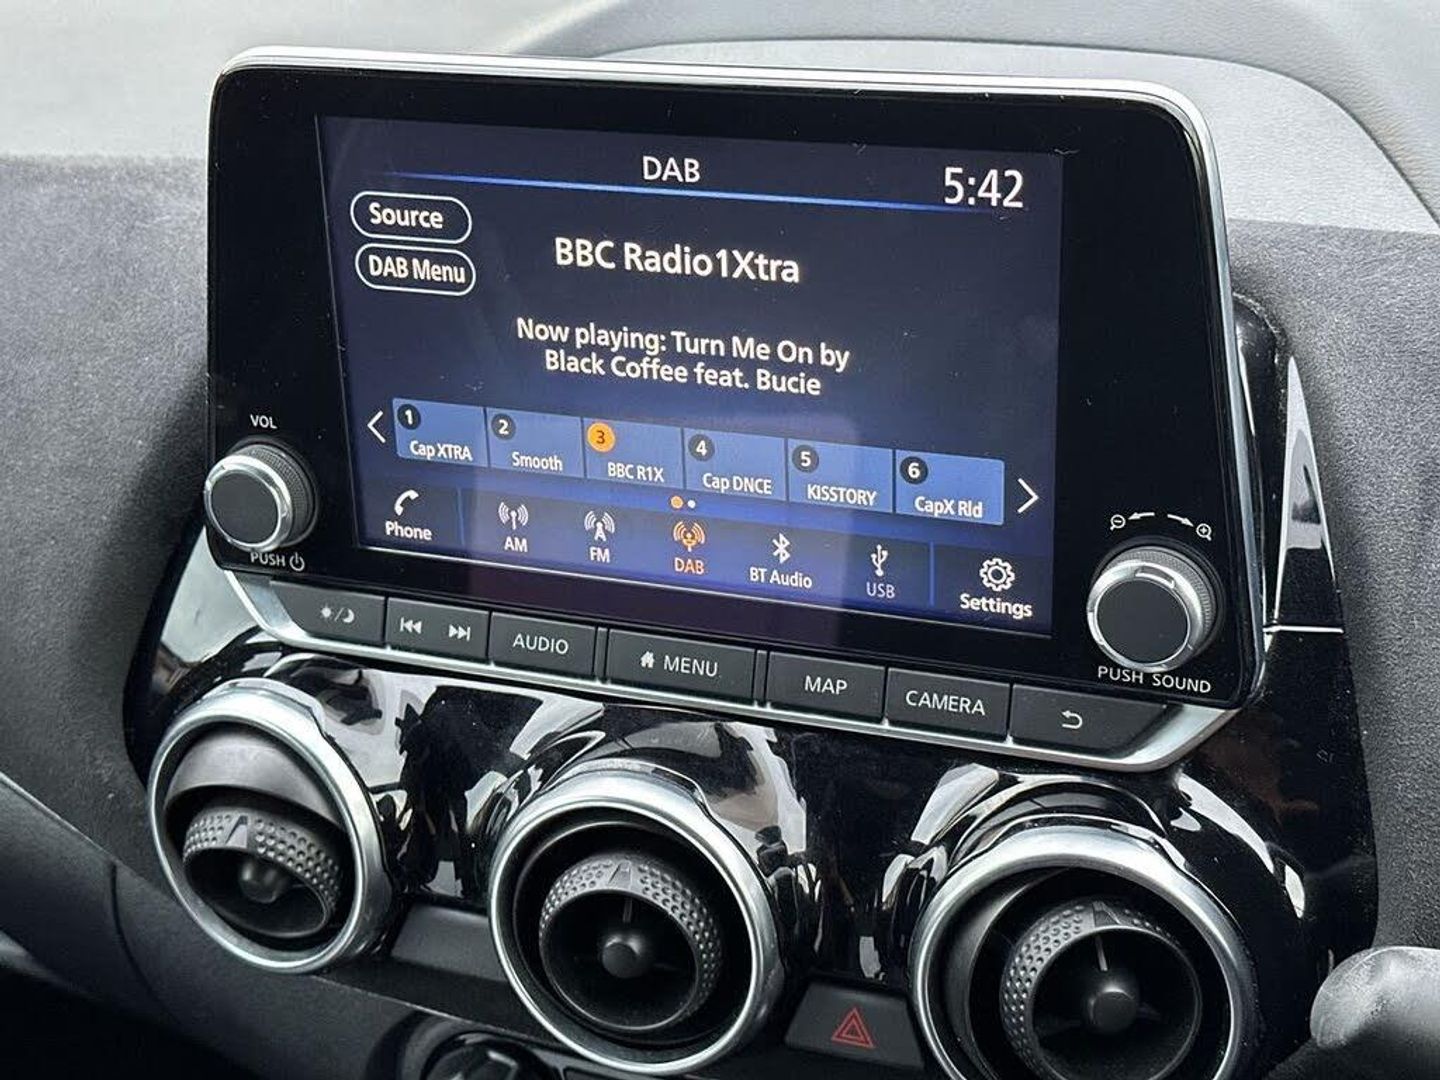 DAB
5:42
Source
DAB Menu
BBC Radio1Xtra
Now playing: Turn Me On by
Black Coffee feat. Bucie
1 Cap XTRA
2 Smooth
3 BBC R1X
4 Cap DNCE
5 KISSTORY
6 CapX Rld
Phone
AM
FM
DAB
BT Audio
USB
Settings
VOL
PUSH
PUSH SOUND
AUDIO
MENU
MAP
CAMERA